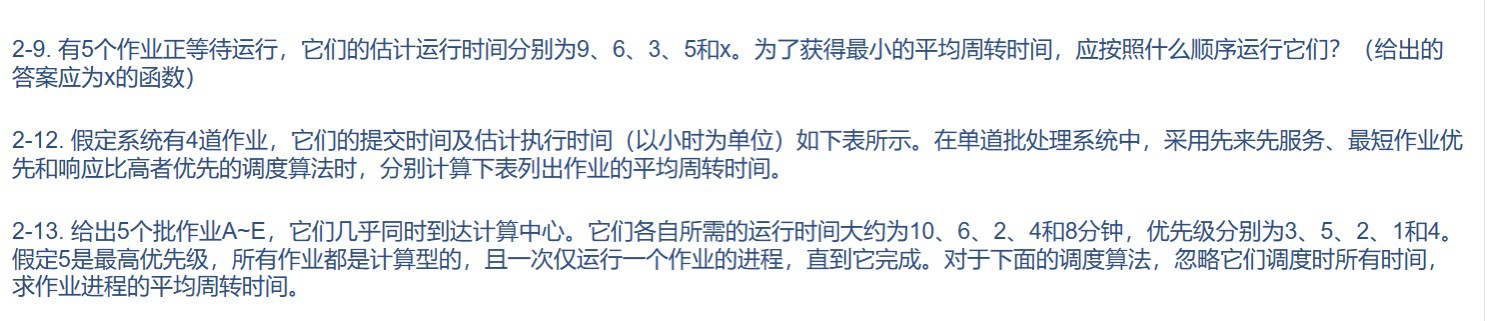 2-9. 有5个作业正等待运行，它们的估计运行时间分别为9、6、3、5和x。为了获得最小的平均周转时间，应按照什么顺序运行它们？（给出的
答案应为x的函数）
2-12. 假定系统有4道作业，它们的提交时间及估计执行时间（以小时为单位）如下表所示。在单道批处理系统中，采用先来先服务、最短作业优
先和响应比高者优先的调度算法时，分别计算下表列出作业的平均周转时间。
2-13. 给出5个批作业A~E，它们几乎同时到达计算中心。它们各自所需的运行时间大约为10、6、2、4和8分钟，优先级分别为3、5、2、1和4。
假定5是最高优先级，所有作业都是计算型的，且一次仅运行一个作业的进程，直到它完成。对于下面的调度算法，忽略它们调度时所有时间，
求作业进程的平均周转时间。